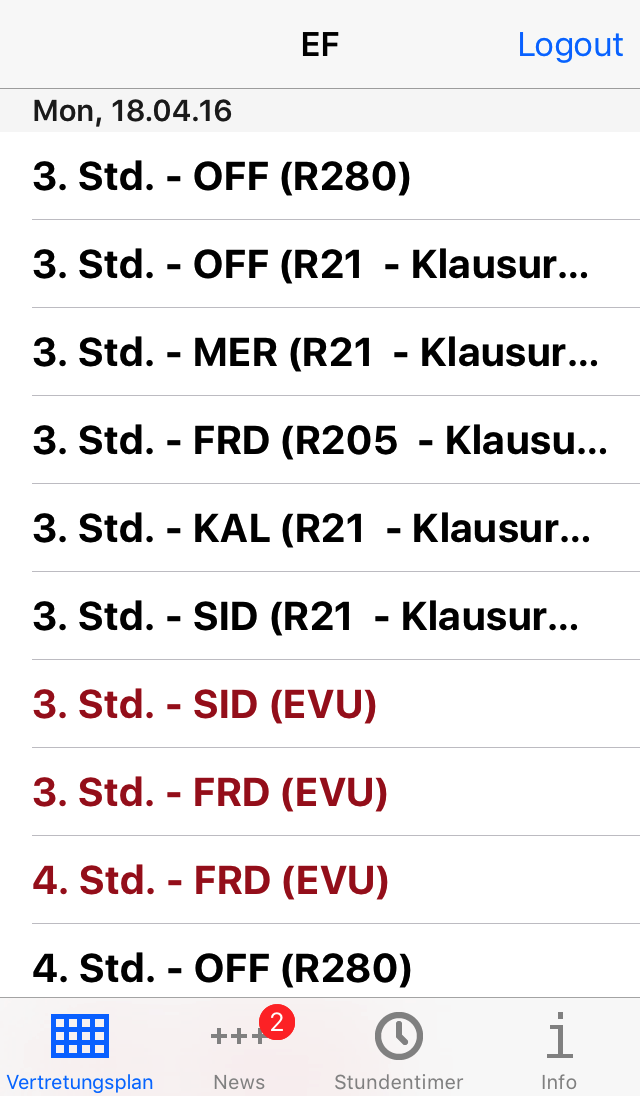 EF
Logout
Mon, 18.04.16
3. Std. - OFF (R280)
3. Std. - OFF (R21  - Klausur...
3. Std. - MER (R21  - Klausur...
3. Std. - FRD (R205  - Klausu...
3. Std. - KAL (R21  - Klausur...
3. Std. - SID (R21  - Klausur...
3. Std. - SID (EVU)
3. Std. - FRD (EVU)
4. Std. - FRD (EVU)
4. Std. - OFF (R280)
2
Vertretungsplan
News
Stundentimer
Info